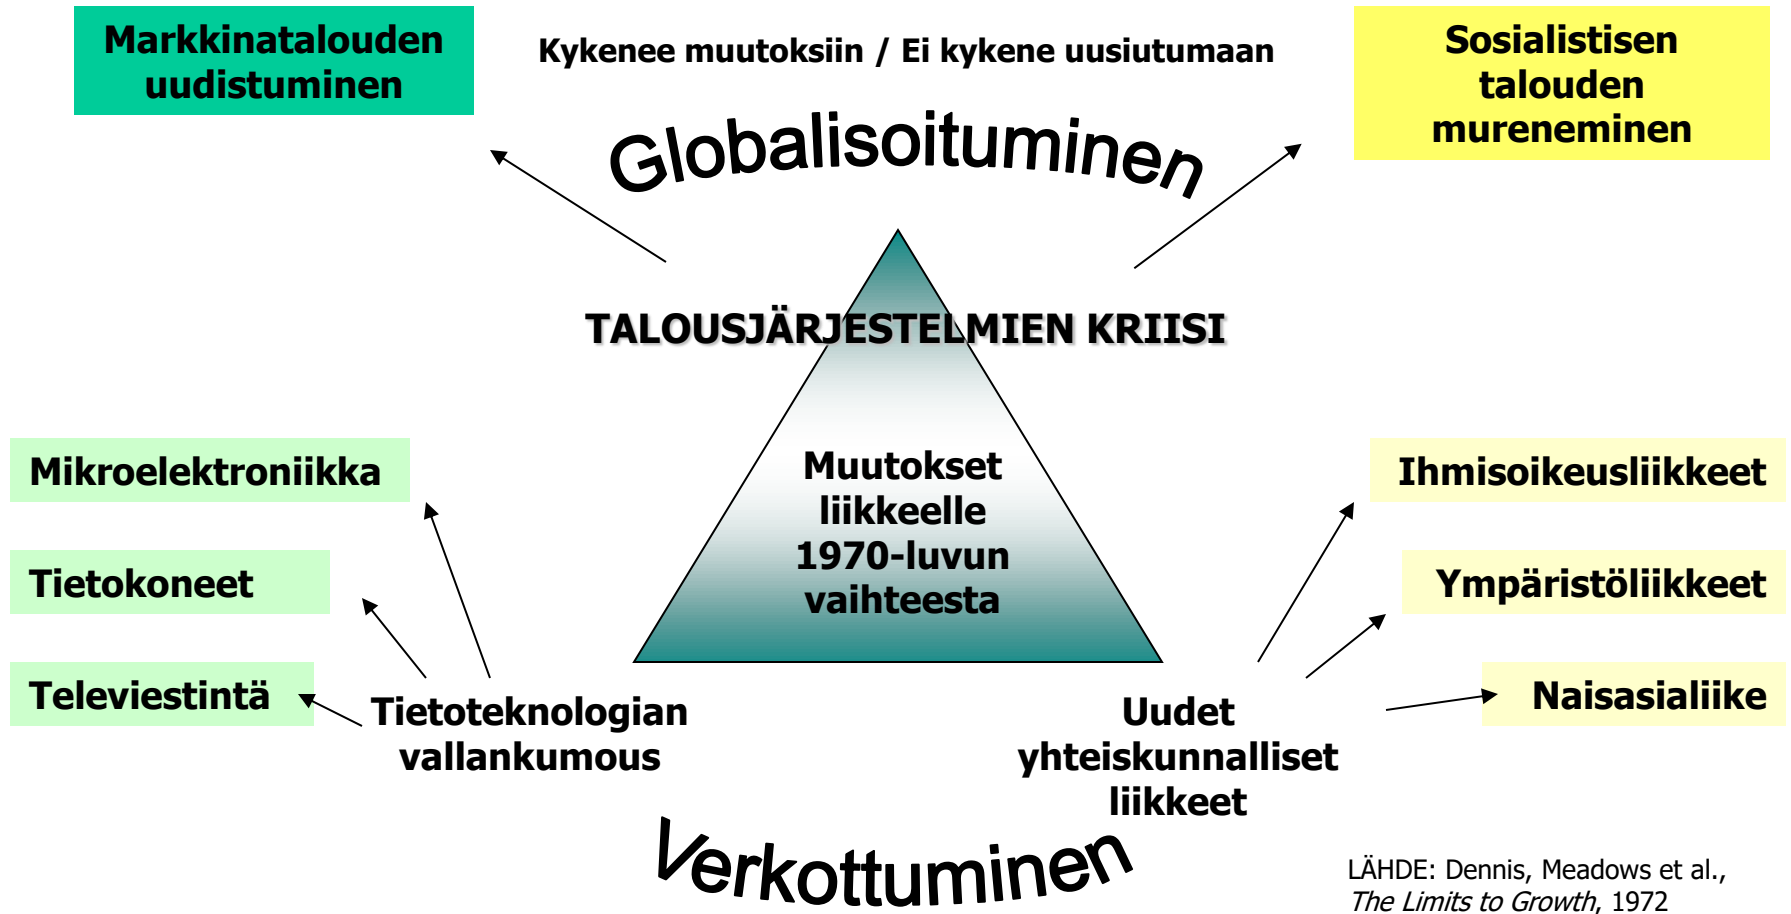 Markkinatalouden
uudistuminen
Kykenee muutoksiin / Ei kykene uusiutumaan
Sosialistisen
talouden
mureneminen
Globalisoituminen
TALOUSJÄRJESTELMIEN KRIISI
Muutokset
liikkeelle
1970-luvun
vaihteesta
Mikroelektroniikka
Tietokoneet
Televiestintä
Tietoteknologian
vallankumous
Ihmisoikeusliikkeet
Ympäristöliikkeet
Naisasialiike
Uudet
yhteiskunnalliset
liikkeet
Verkottuminen
LÄHDE: Dennis, Meadows et al.,
The Limits to Growth, 1972